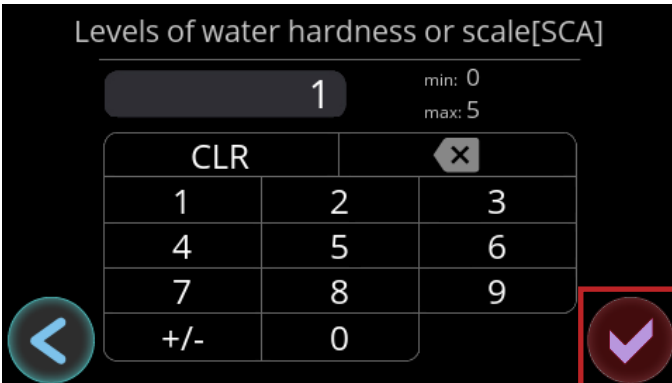 Levels of water hardness or scale[SCA]
1
min: 0
max: 5
CLR
1 2 3
4 5 6
7 8 9
+/- 0